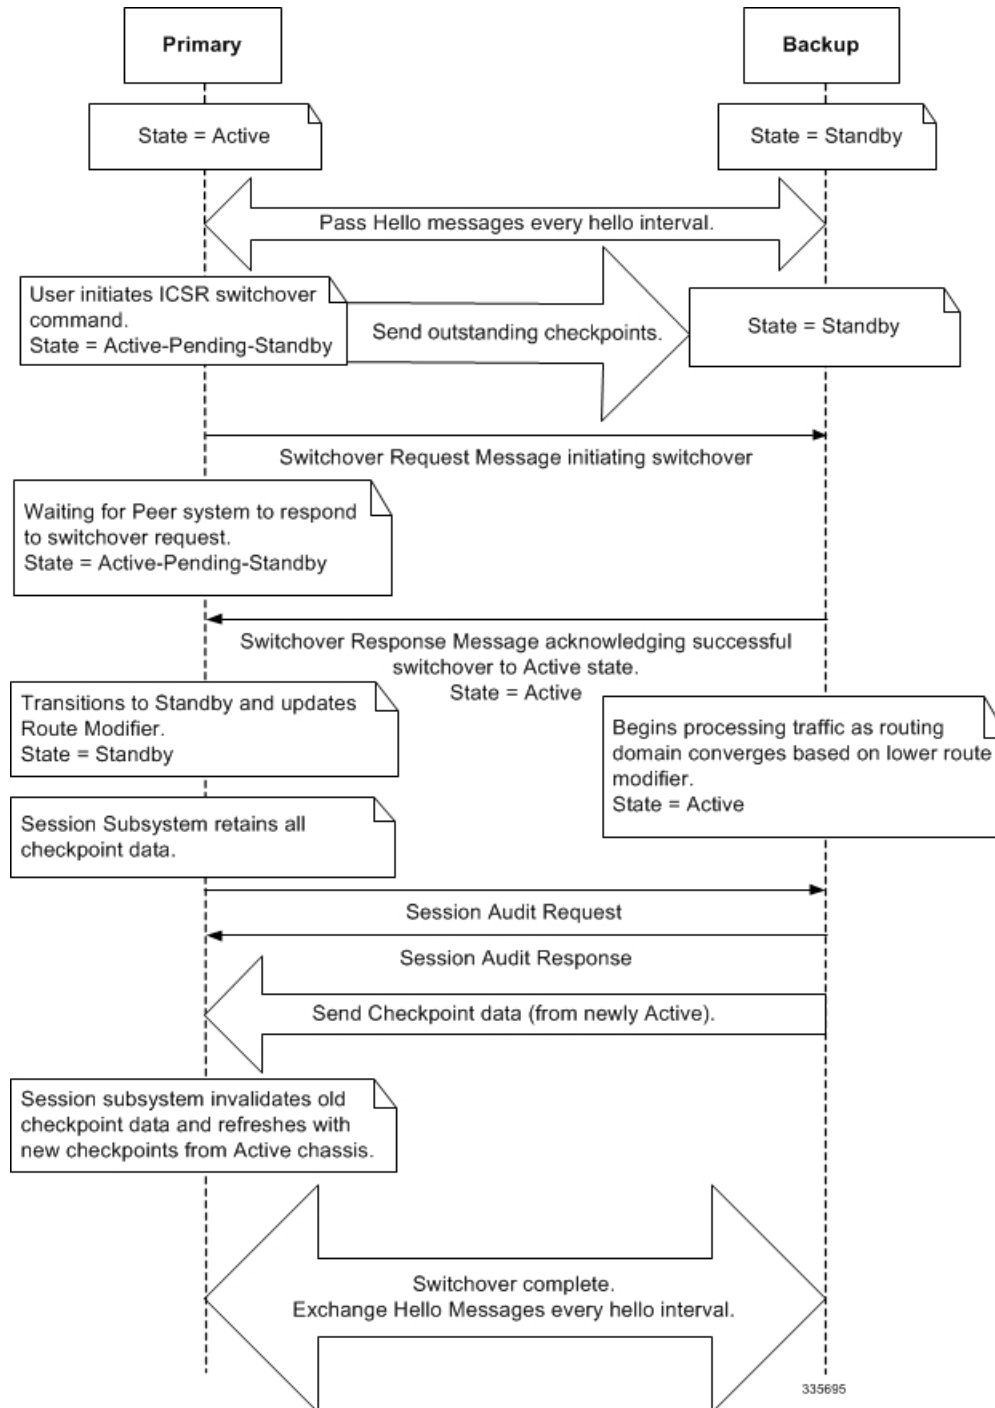 Primary
Backup
State = Active
State = Standby
Pass Hello messages every hello interval.
User initiates ICSR switchover
command.
State = Active-Pending-Standby
Send outstanding checkpoints.
State = Standby
Switchover Request Message initiating switchover
Waiting for Peer system to respond
to switchover request.
State = Active-Pending-Standby
Switchover Response Message acknowledging successful
switchover to Active state.
State = Active
Transitions to Standby and updates
Route Modifier.
State = Standby
Begins processing traffic as routing
domain converges based on lower route
modifier.
State = Active
Session Subsystem retains all
checkpoint data.
Session Audit Request
Session Audit Response
Send Checkpoint data (from newly Active).
Session subsystem invalidates old
checkpoint data and refreshes with
new checkpoints from Active chassis.
Switchover complete.
Exchange Hello Messages every hello interval.
335695